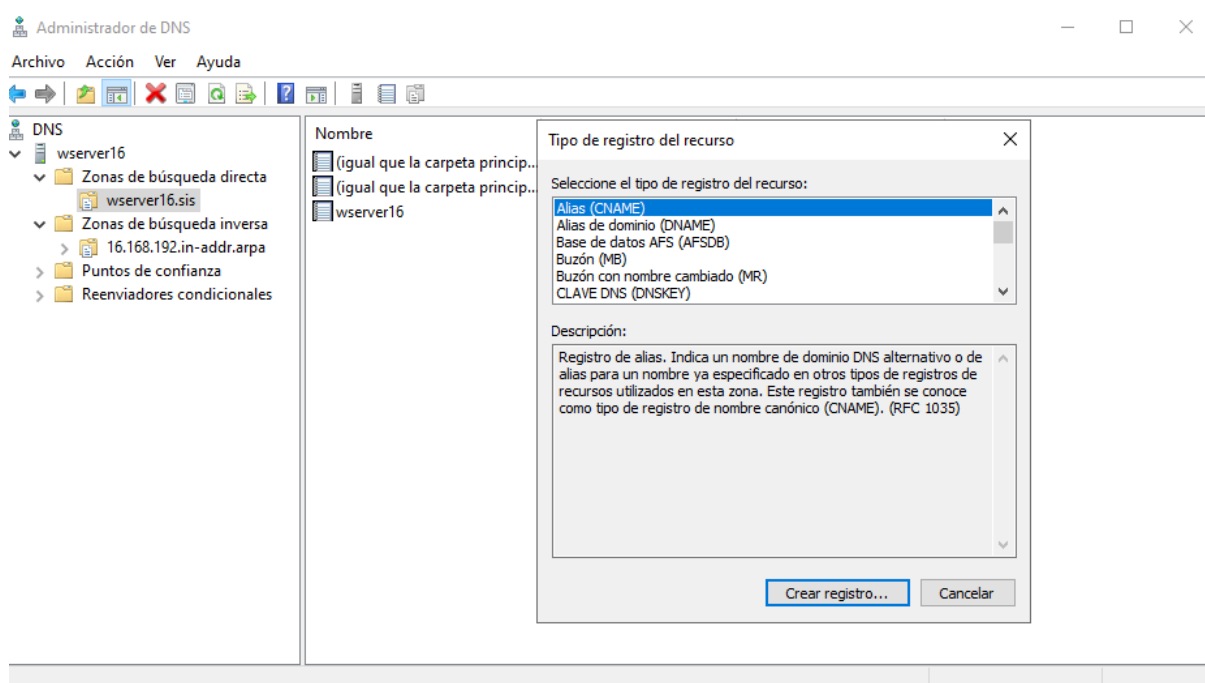 Administrador de DNS
Archivo Acción Ver Ayuda
DNS
wserver16
Zonas de búsqueda directa
wserver16.sis
Zonas de búsqueda inversa
16.168.192.in-addr.arpa
Puntos de confianza
Reenviadores condicionales
Nombre
(igual que la carpeta princip...
(igual que la carpeta princip...
wserver16
Tipo de registro del recurso
Seleccione el tipo de registro del recurso:
Alias (CNAME)
Alias de dominio (DNAME)
Base de datos AFS (AFSDB)
Buzón (MB)
Buzón con nombre cambiado (MR)
CLAVE DNS (DNSKEY)
Descripción:
Registro de alias. Indica un nombre de dominio DNS alternativo o de
alias para un nombre ya especificado en otros tipos de registros de
recursos utilizados en esta zona. Este registro también se conoce
como tipo de registro de nombre canónico (CNAME). (RFC 1035)
Crear registro... Cancelar